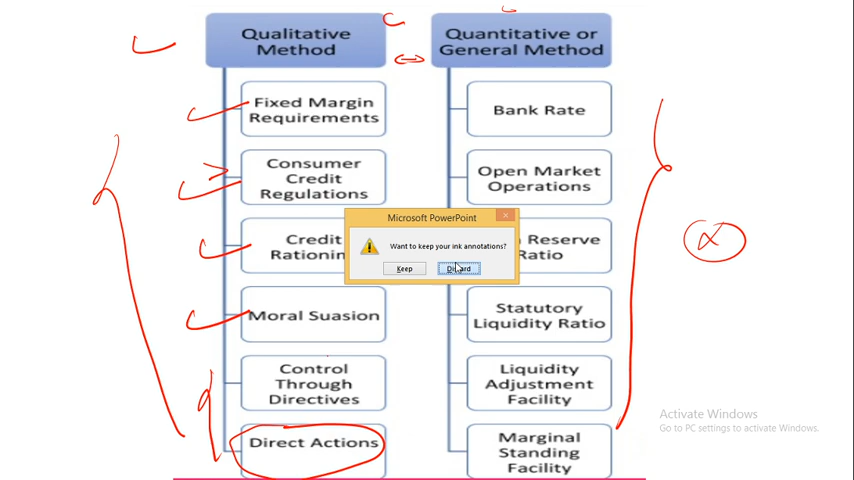 Qualitative
Method
Quantitative or
General Method
Fixed Margin
Requirements
Bank Rate
Consumer
Credit
Regulations
Open Market
Operations
Microsoft PowerPoint
Want to keep your ink annotations?
Keep
Credit
Reserve
Ratio
Moral Suasion
Statutory
Liquidity Ratio
Control
Through
Directives
Liquidity
Adjustment
Facility
Direct Actions
Marginal
Standing
Facility
Activate Windows
Go to PC settings to activate Windows.